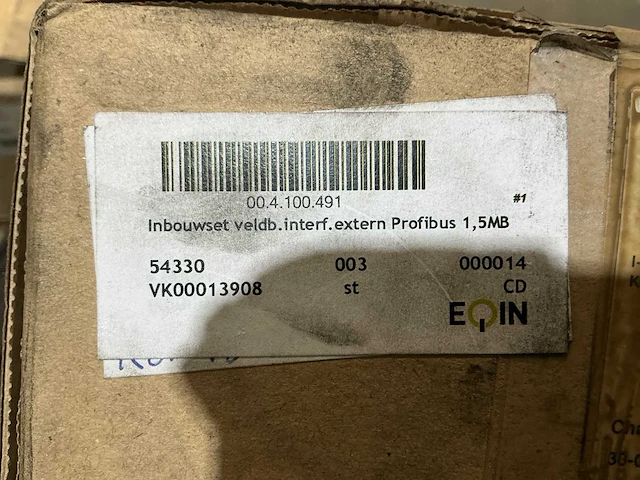 00.4.100.491
#1
Inbouwset veldb.interf.extern Profibus 1,5MB
54330 003 000014
VK00013908 st CD
EQIN